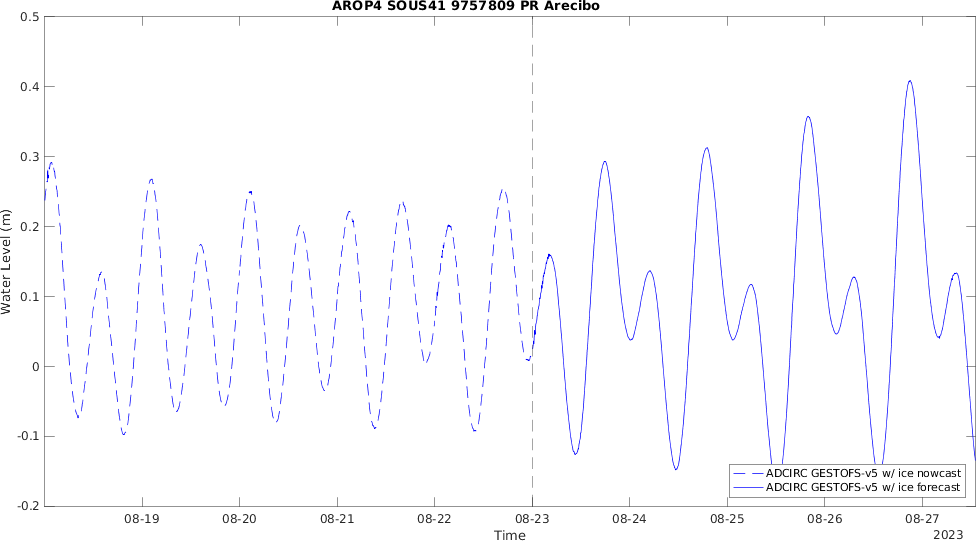 AROP4 SOUS41 9757809 PR Arecibo
0.5
0.4
0.3
0.2
0.1
0
-0.1
-0.2
Water Level (m)
ADCIRC GESTOFS-v5 w/ ice nowcast
ADCIRC GESTOFS-v5 w/ ice forecast
08-19 08-20 08-21 08-22 08-23 08-24 08-25 08-26 08-27
Time
2023